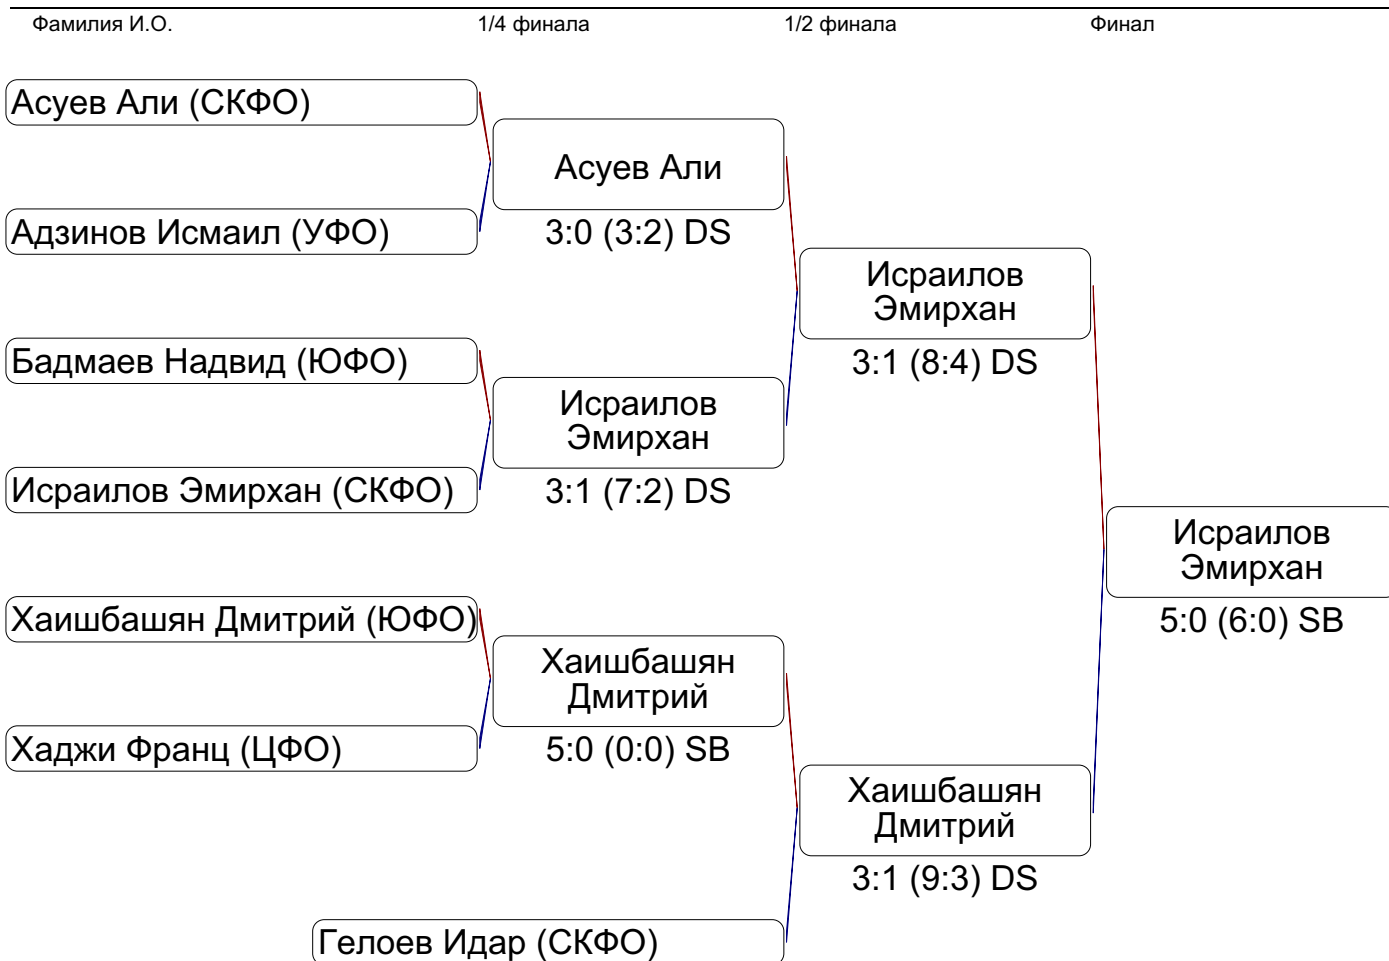 Фамилия И.О. 1/4 финала 1/2 финала Финал
Асуев Али (СКФО)
Асуев Али
Адзинов Исмаил (УФО)
3:0 (3:2) DS
Исраилов
Эмирхан
Бадмаев Надвид (ЮФО)
3:1 (8:4) DS
Исраилов
Эмирхан
Исраилов Эмирхан (СКФО)
3:1 (7:2) DS
Исраилов
Эмирхан
Хаишбашян Дмитрий (ЮФО)
5:0 (6:0) SB
Хаишбашян
Дмитрий
Хаджи Франц (ЦФО)
5:0 (0:0) SB
Хаишбашян
Дмитрий
3:1 (9:3) DS
Гелоев Идар (СКФО)